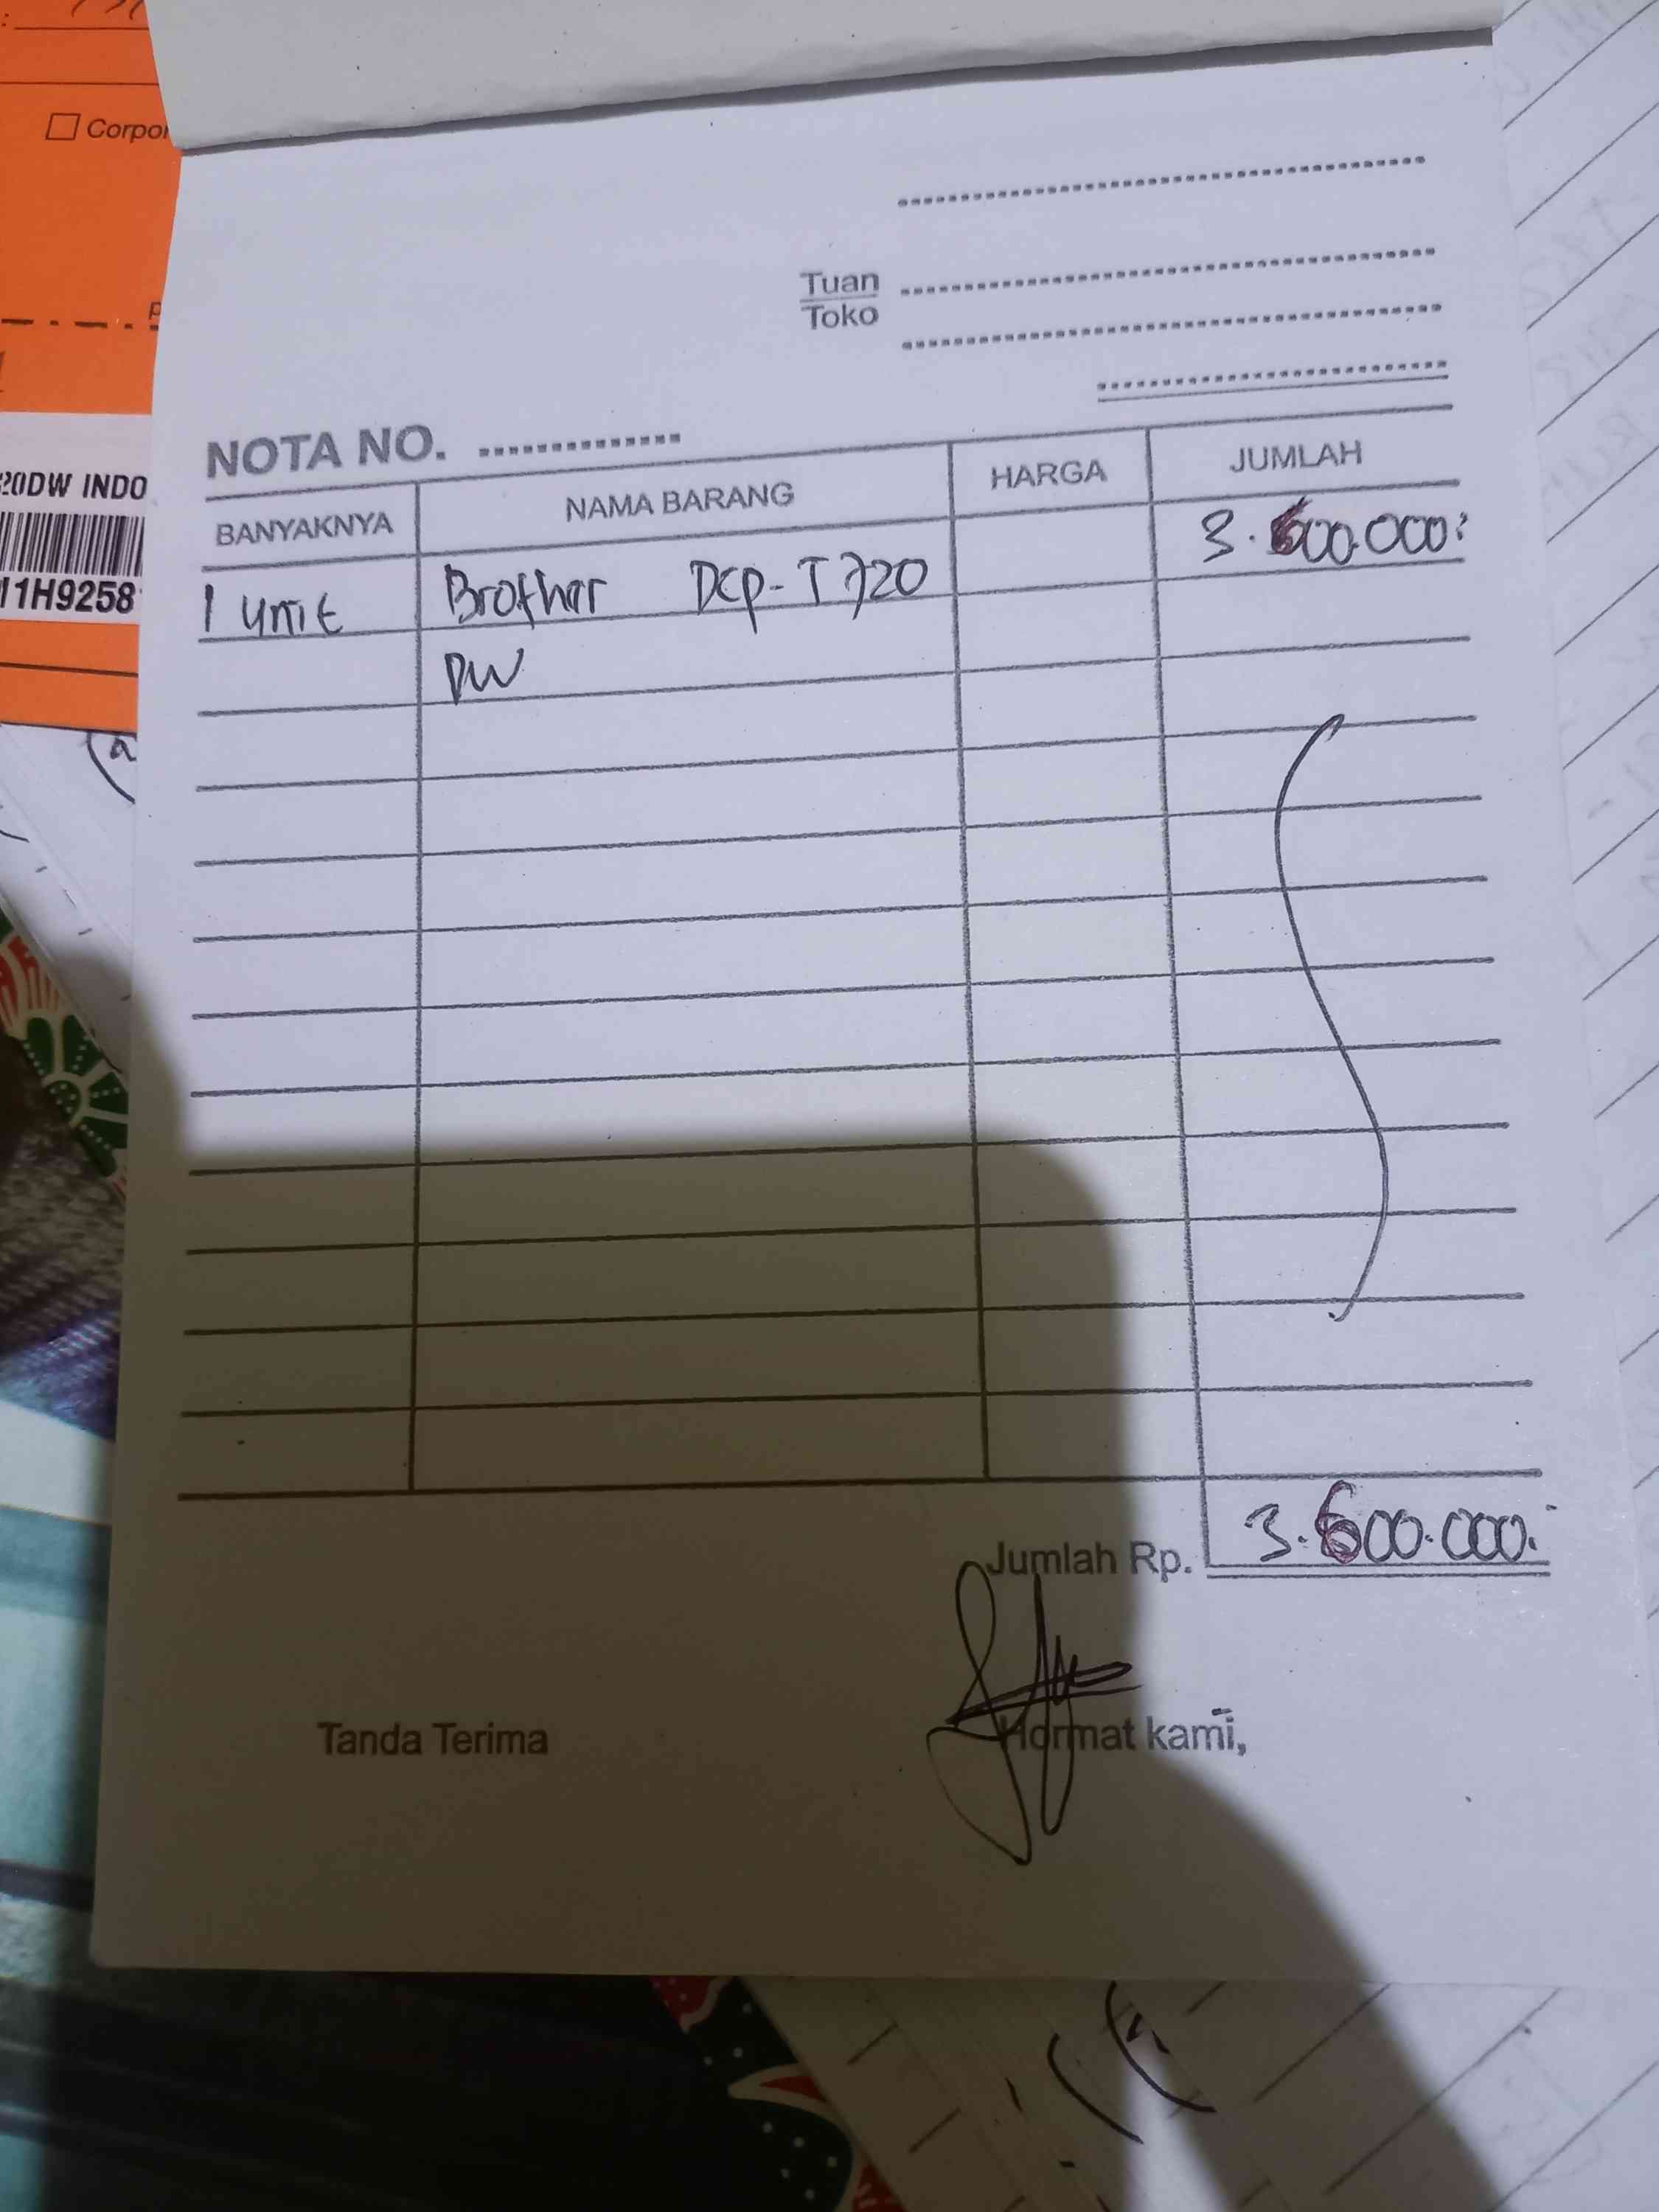 Corpor
20DW INDO
11H9258
Tuan
Toko
NOTA NO. ..............
BANYAKNYA NAMA BARANG HARGA JUMLAH
1 unit Brother DCP-T720 3.600.000:
DW
Jumlah Rp. 3.600.000.-
Tanda Terima Hormat kami,